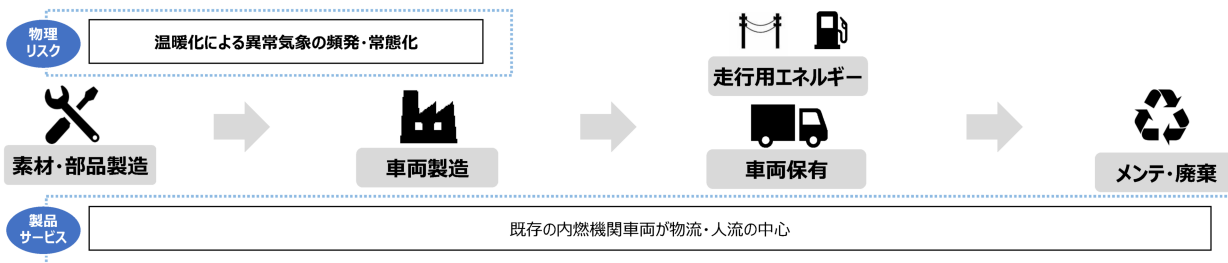 物理
リスク
温暖化による異常気象の頻発・常態化
走行用エネルギー
素材・部品製造
車両製造
車両保有
メンテ・廃棄
製品
サービス
既存の内燃機関車両が物流・人流の中心